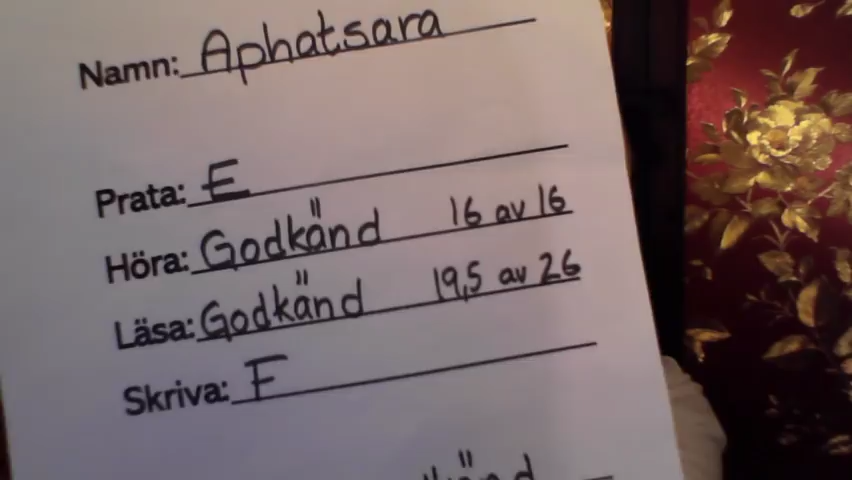 Namn: Aphatsara
Prata: E
Höra: Godkänd 16 av 16
Läsa: Godkänd 19,5 av 26
Skriva: F